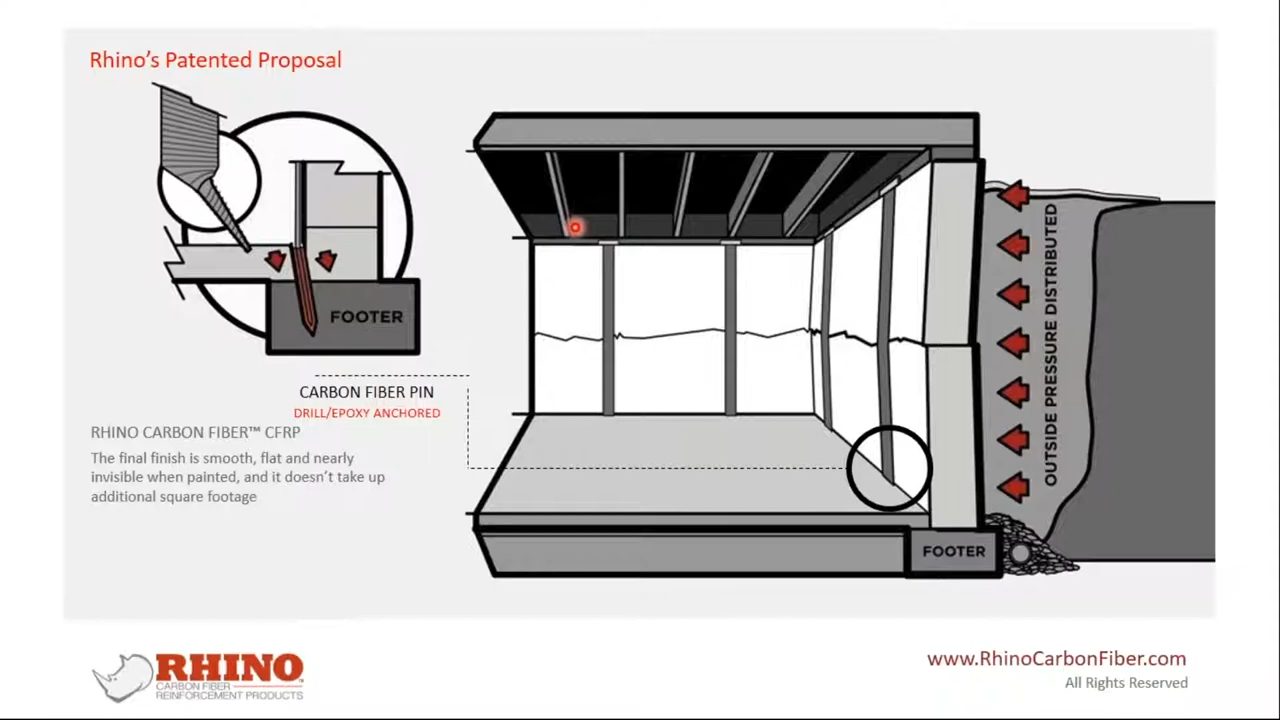 Rhino's Patented Proposal
FOOTER
CARBON FIBER PIN
DRILL/EPOXY ANCHORED
RHINO CARBON FIBER™ CFRP
The final finish is smooth, flat and nearly
invisible when painted, and it doesn't take up
additional square footage
OUTSIDE PRESSURE DISTRIBUTED
FOOTER
RHINO
CARBON FIBER
REINFORCEMENT PRODUCTS
www.RhinoCarbonFiber.com
All Rights Reserved